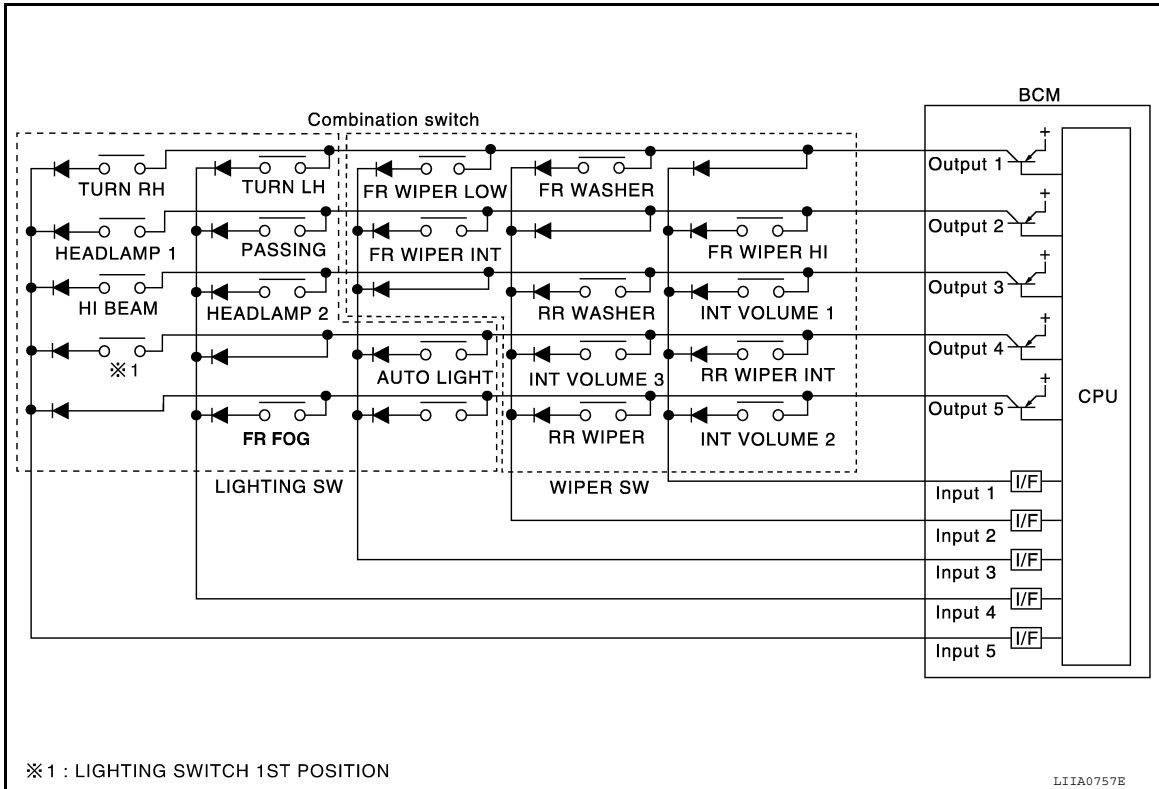 BCM
Combination switch
Output 1
TURN RH
TURN LH
FR WIPER LOW
FR WASHER
Output 2
HEADLAMP 1
PASSING
FR WIPER INT
FR WIPER HI
Output 3
HI BEAM
HEADLAMP 2
RR WASHER
INT VOLUME 1
Output 4
※1
AUTO LIGHT
INT VOLUME 3
RR WIPER INT
CPU
Output 5
FR FOG
RR WIPER
INT VOLUME 2
LIGHTING SW
WIPER SW
Input 1 I/F
Input 2 I/F
Input 3 I/F
Input 4 I/F
Input 5 I/F
+
+
+
+
+
※1 : LIGHTING SWITCH 1ST POSITION
LIIA0757E